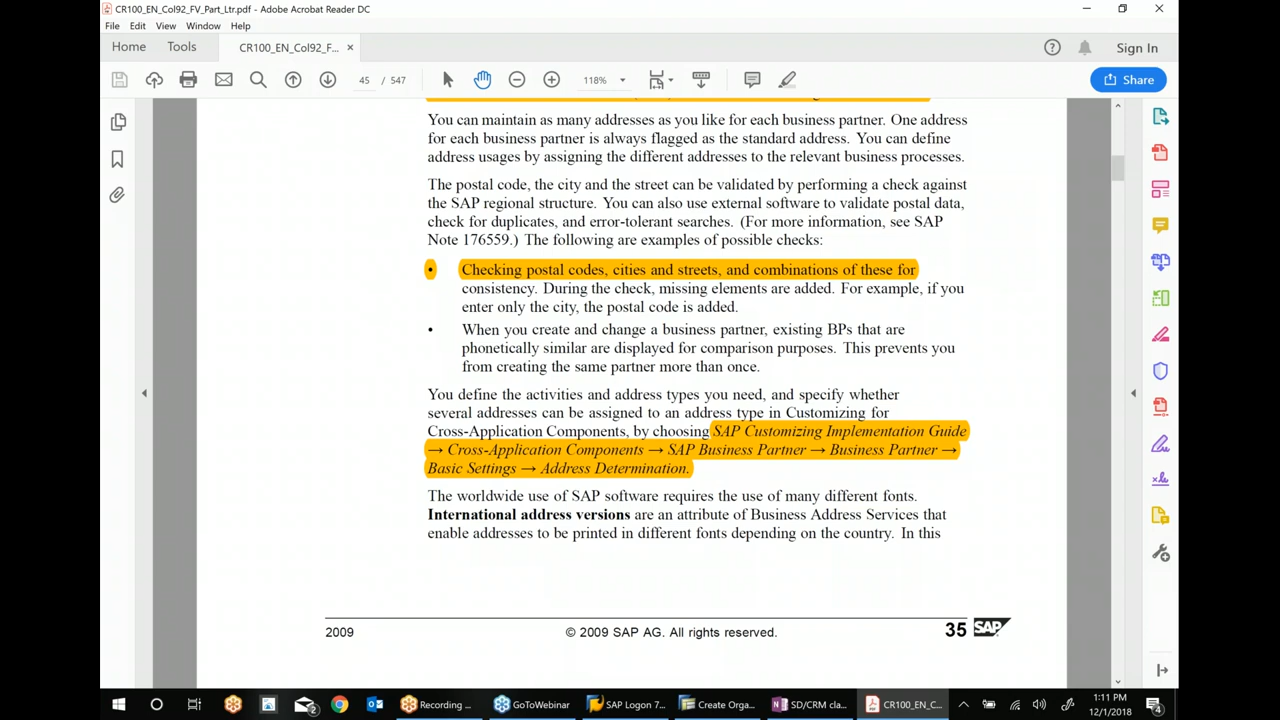 CR100_EN_Col92_FV_Part_Ltr.pdf - Adobe Acrobat Reader DC
File Edit View Window Help
Home Tools CR100_EN_Col92_F... × Sign In
45 / 547 118% Share
You can maintain as many addresses as you like for each business partner. One address
for each business partner is always flagged as the standard address. You can define
address usages by assigning the different addresses to the relevant business processes.
The postal code, the city and the street can be validated by performing a check against
the SAP regional structure. You can also use external software to validate postal data,
check for duplicates, and error-tolerant searches. (For more information, see SAP
Note 176559.) The following are examples of possible checks:
• Checking postal codes, cities and streets, and combinations of these for
consistency. During the check, missing elements are added. For example, if you
enter only the city, the postal code is added.
• When you create and change a business partner, existing BPs that are
phonetically similar are displayed for comparison purposes. This prevents you
from creating the same partner more than once.
You define the activities and address types you need, and specify whether
several addresses can be assigned to an address type in Customizing for
Cross-Application Components, by choosing SAP Customizing Implementation Guide
→ Cross-Application Components → SAP Business Partner → Business Partner →
Basic Settings → Address Determination.
The worldwide use of SAP software requires the use of many different fonts.
International address versions are an attribute of Business Address Services that
enable addresses to be printed in different fonts depending on the country. In this
2009 © 2009 SAP AG. All rights reserved. 35 SAP
Recording ... GoToWebinar SAP Logon 7... Create Orga... SD/CRM cla... CR100_EN_C... 1:11 PM
12/1/2018